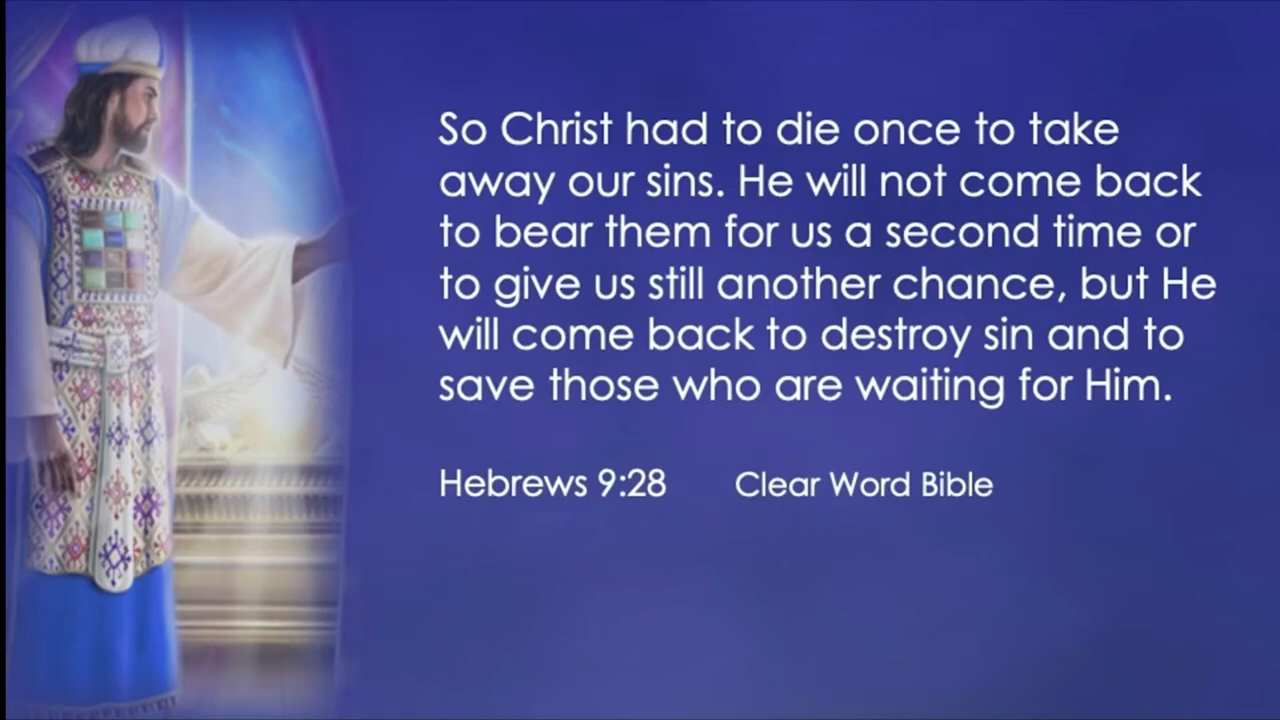 So Christ had to die once to take
away our sins. He will not come back
to bear them for us a second time or
to give us still another chance, but He
will come back to destroy sin and to
save those who are waiting for Him.
Hebrews 9:28 Clear Word Bible